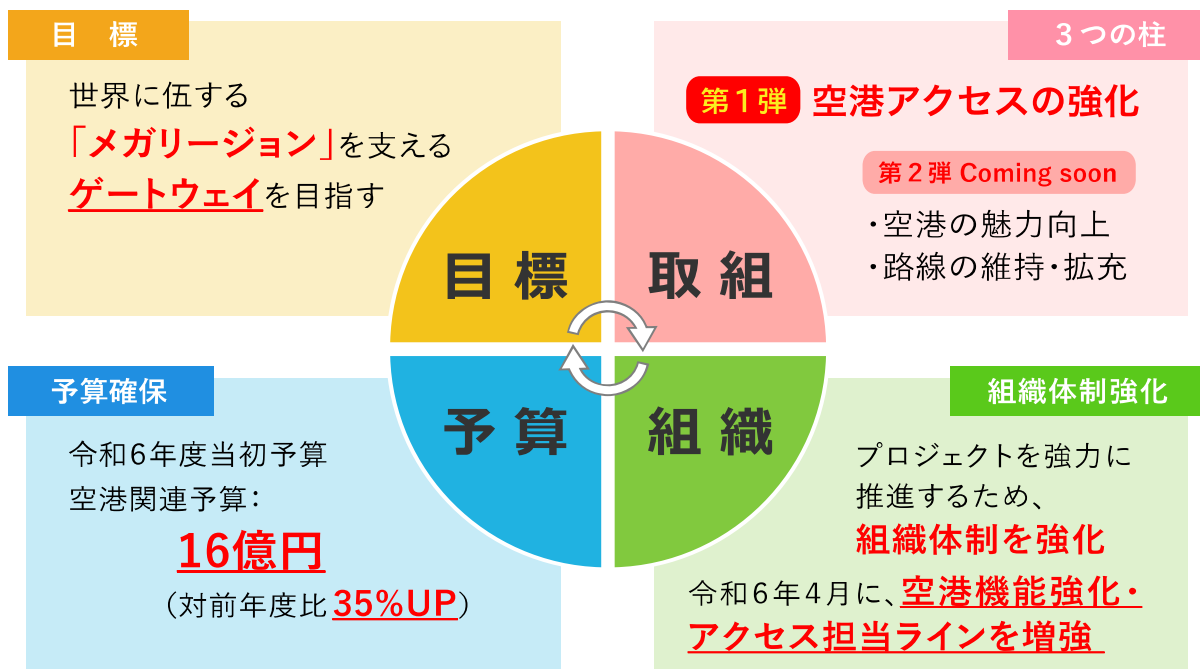 目　標
世界に伍する
「メガリージョン」を支える
ゲートウェイを目指す
３つの柱
第１弾 空港アクセスの強化
第２弾 Coming soon
・空港の魅力向上
・路線の維持・拡充
目標
取組
予算
組織
予算確保
令和６年度当初予算
空港関連予算：
16億円
（対前年度比 35%UP）
組織体制強化
プロジェクトを強力に
推進するため、
組織体制を強化
令和６年４月に、空港機能強化・
アクセス担当ラインを増強